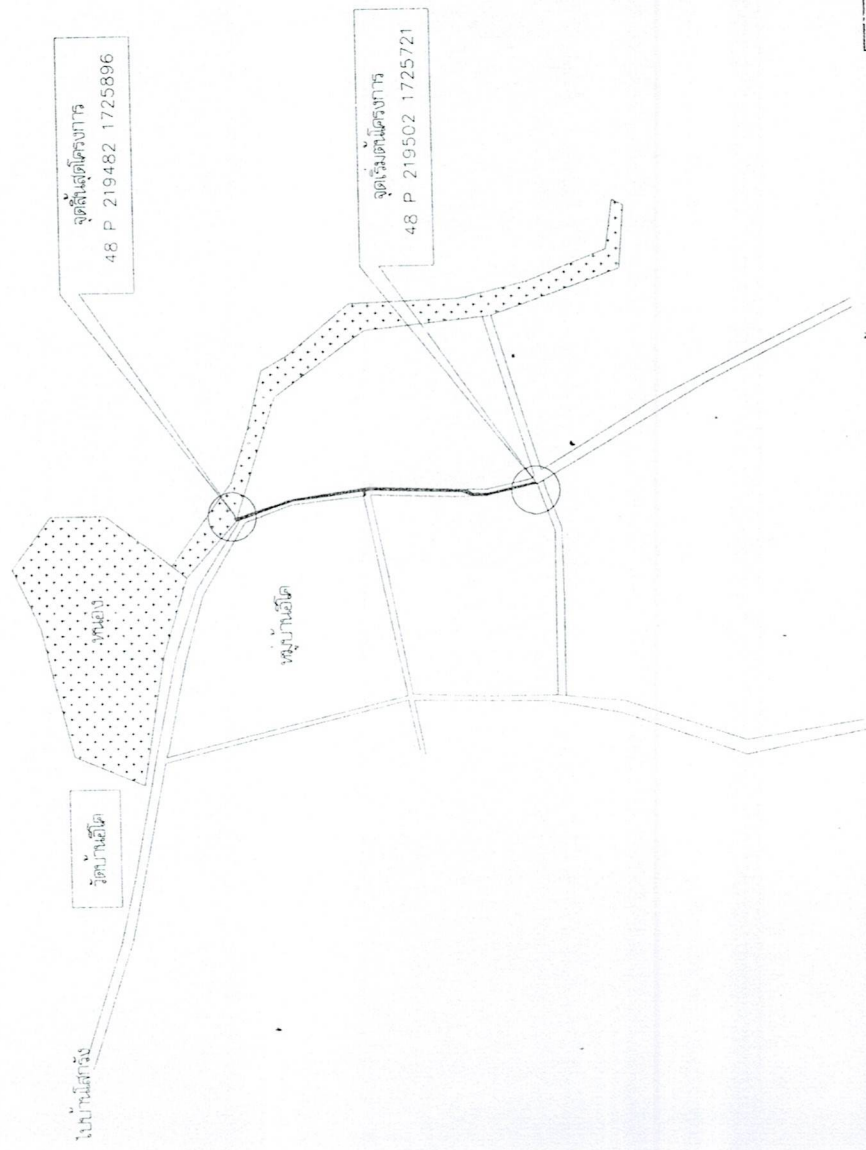 ไปบ้านโสกรัง
วัดบ้านอีโค
หนอง
หมู่บ้านอีโค
จุดสิ้นสุดโครงการ
48 P 219482 1725896
จุดเริ่มต้นโครงการ
48 P 219502 1725721